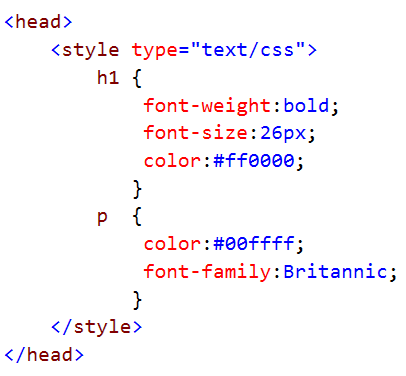 <head>
    <style type="text/css">
        h1 {
            font-weight:bold;
            font-size:26px;
            color:#ff0000;
           }
        p  {
            color:#00ffff;
            font-family:Britannic;
           }
    </style>
</head>